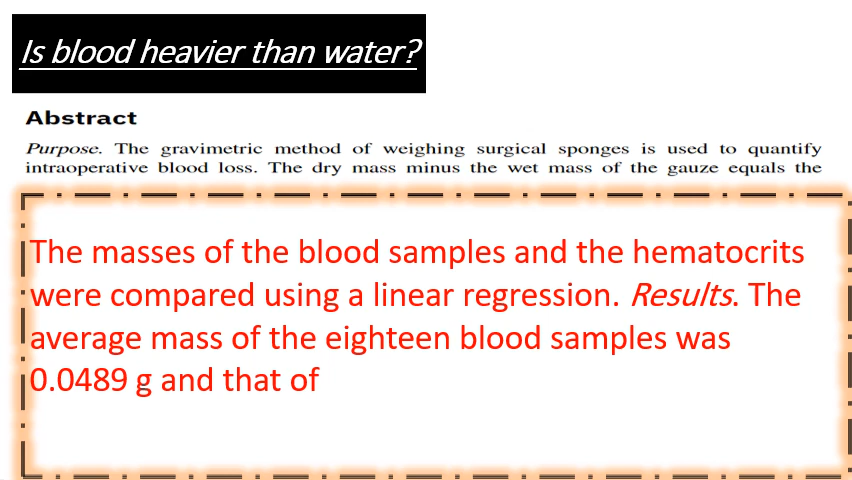 Is blood heavier than water?
Abstract
Purpose. The gravimetric method of weighing surgical sponges is used to quantify
intraoperative blood loss. The dry mass minus the wet mass of the gauze equals the
The masses of the blood samples and the hematocrits
were compared using a linear regression. Results. The
average mass of the eighteen blood samples was
0.0489 g and that of